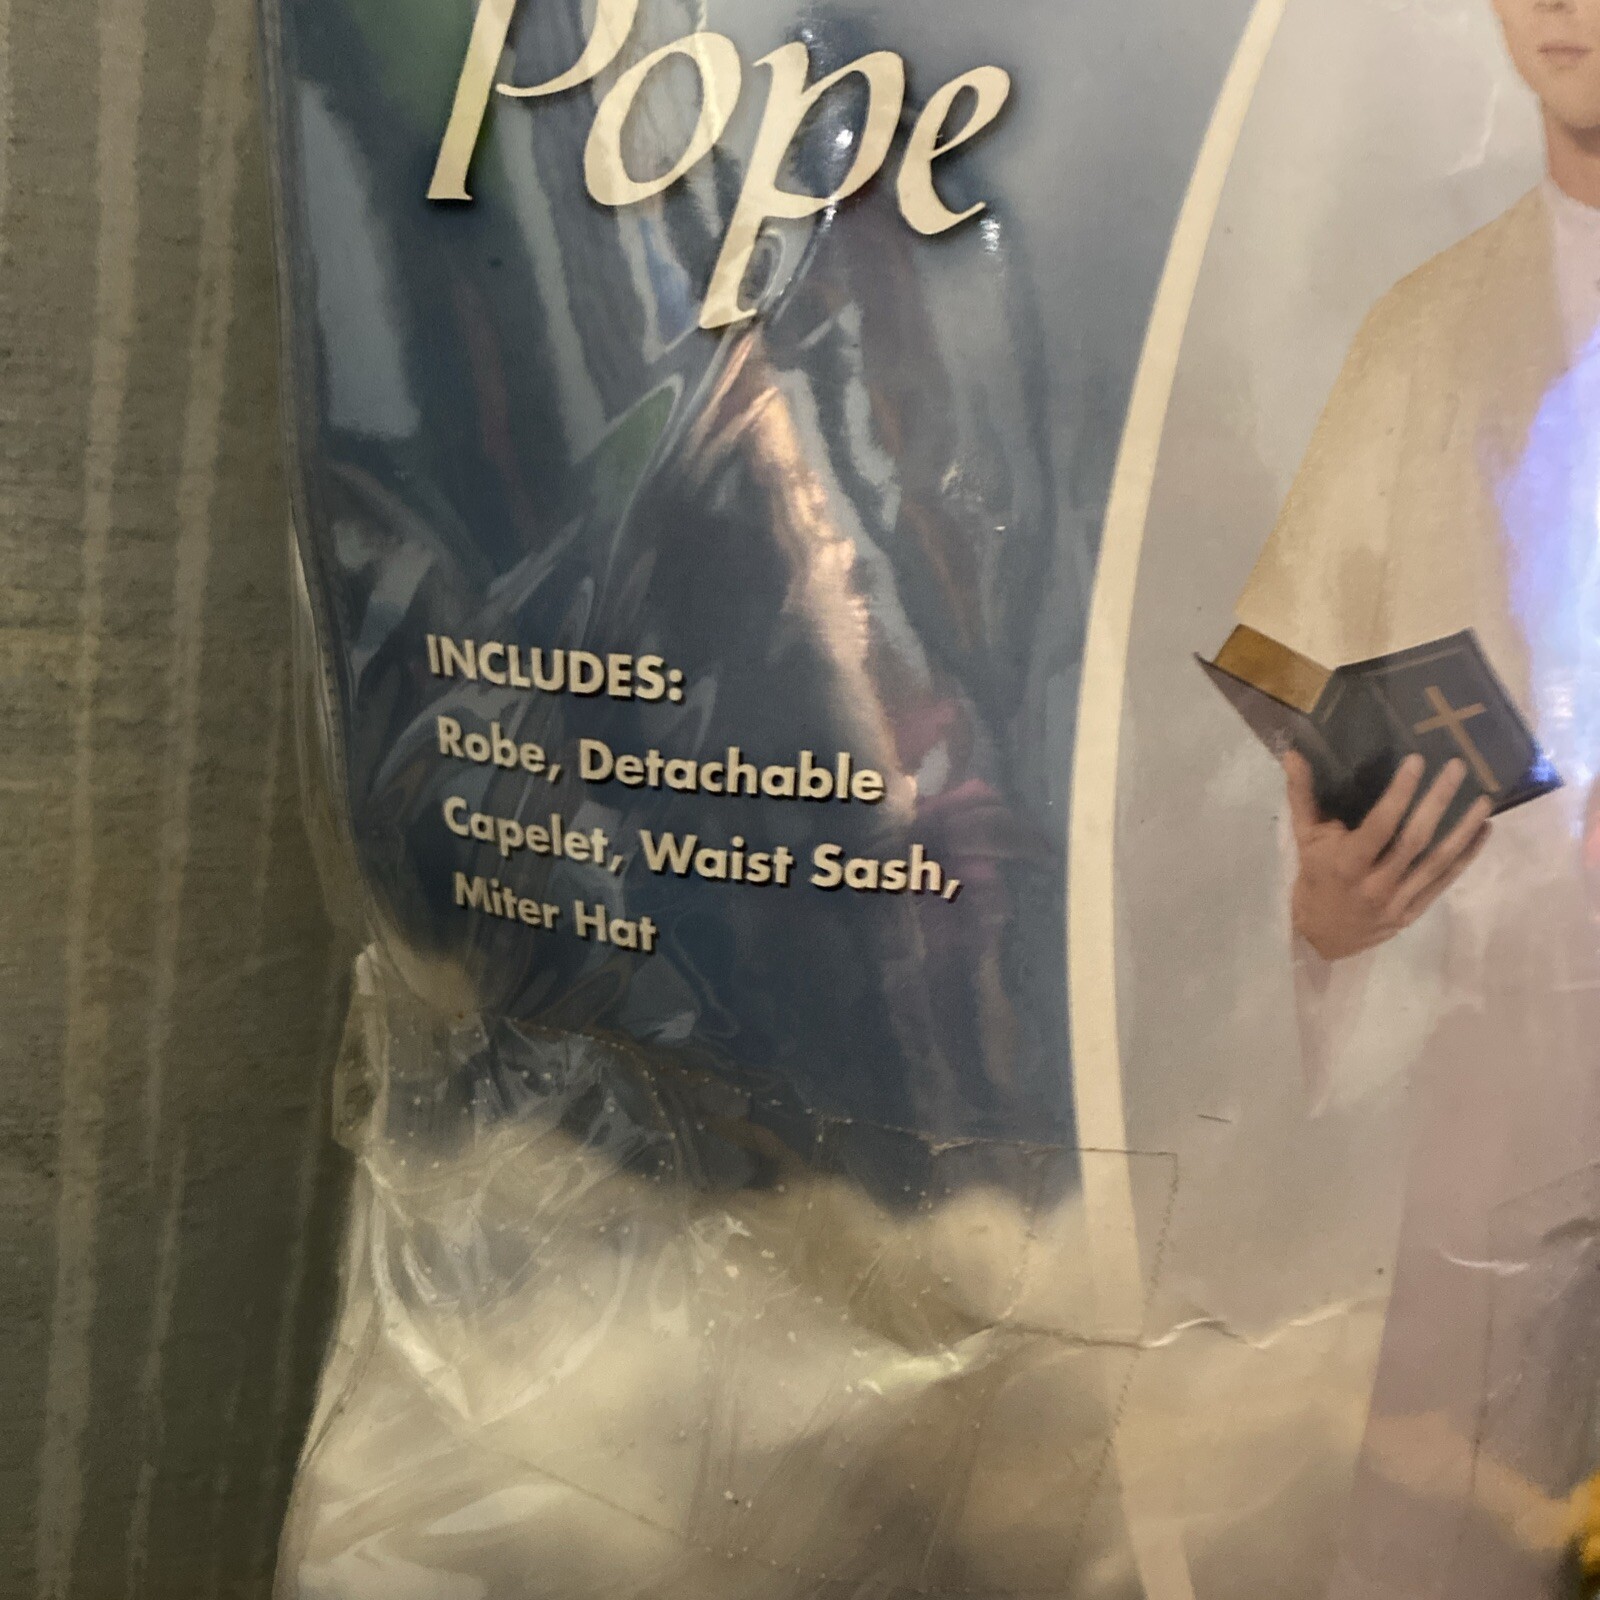 Pope
INCLUDES:
Robe, Detachable
Capelet, Waist Sash,
Miter Hat